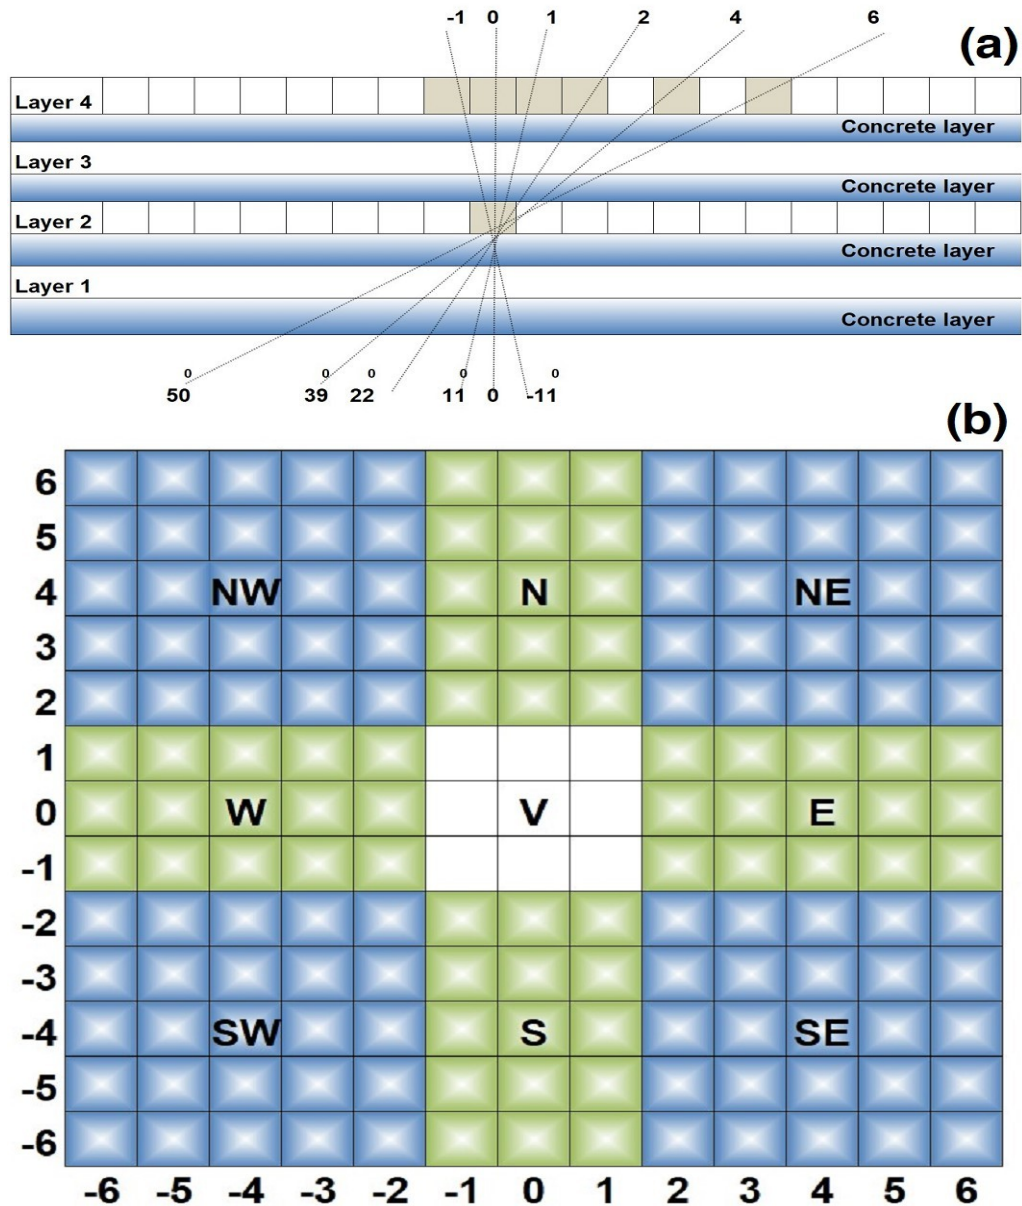 -1 0 1 2 4 6
(a)
Layer 4
Concrete layer
Layer 3
Concrete layer
Layer 2
Concrete layer
Layer 1
Concrete layer
0 0 0 0 0
50 39 22 11 0 -11
(b)
6
5
4 NW N NE
3
2
1
0 W V E
-1
-2
-3
-4 SW S SE
-5
-6
-6 -5 -4 -3 -2 -1 0 1 2 3 4 5 6